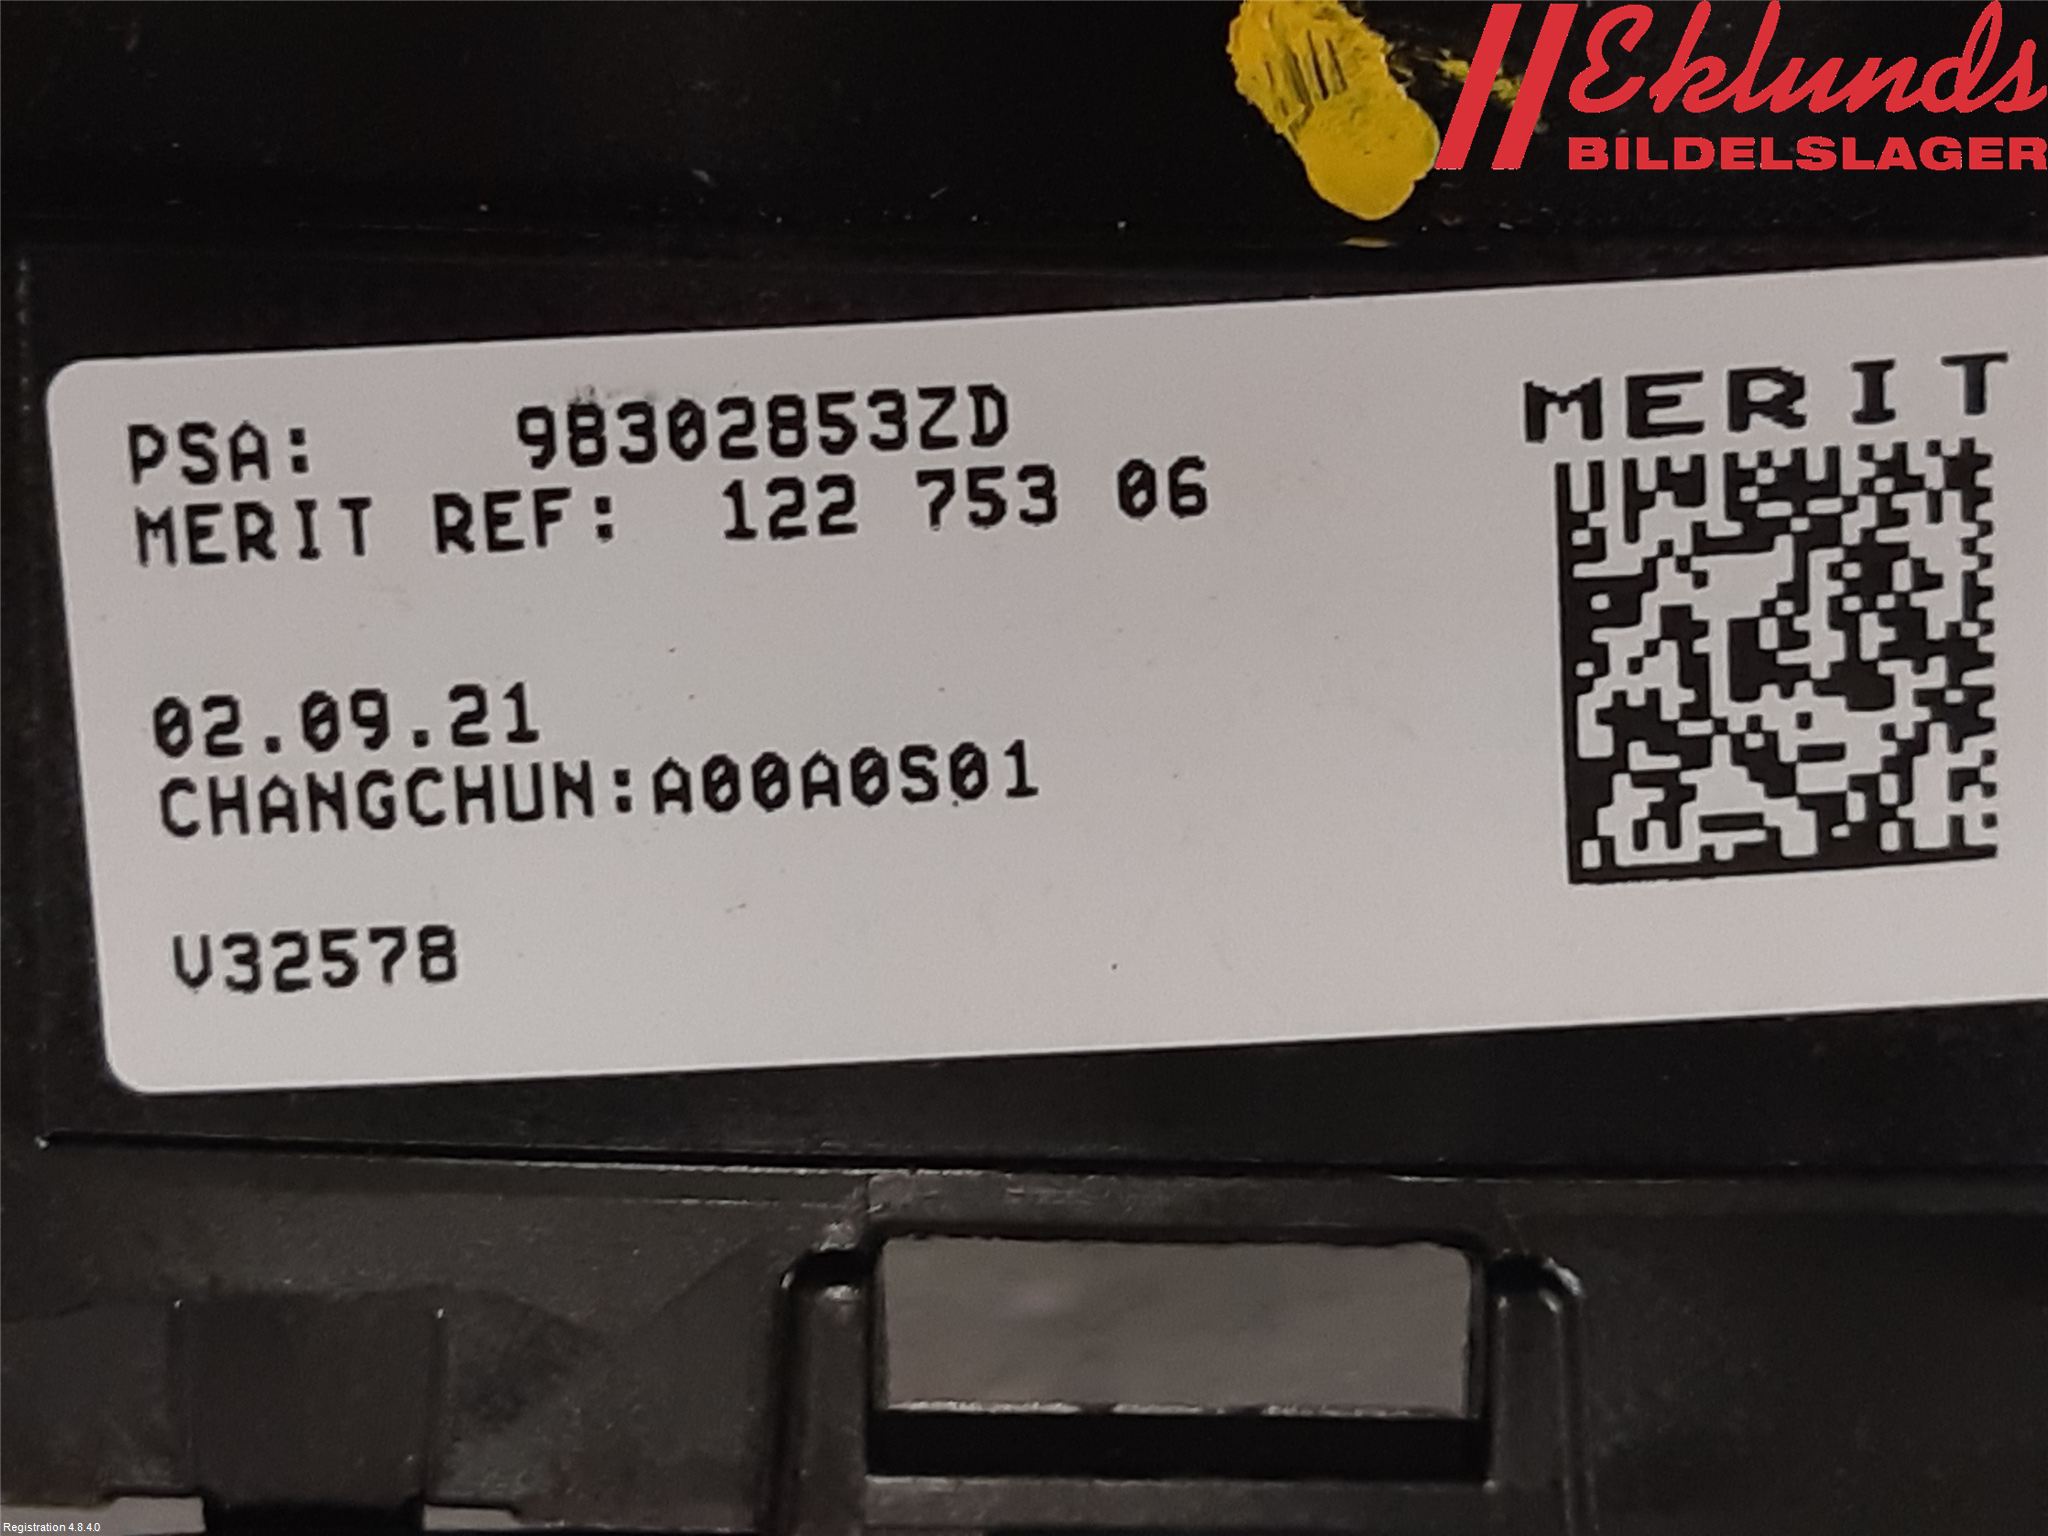 Eklunds
BILDELSLAGER
PSA: 98302853ZD
MERIT REF: 122 753 06
MERIT
02.09.21
CHANGCHUN:A00A0S01
V32578
Registration 4.8.4.0